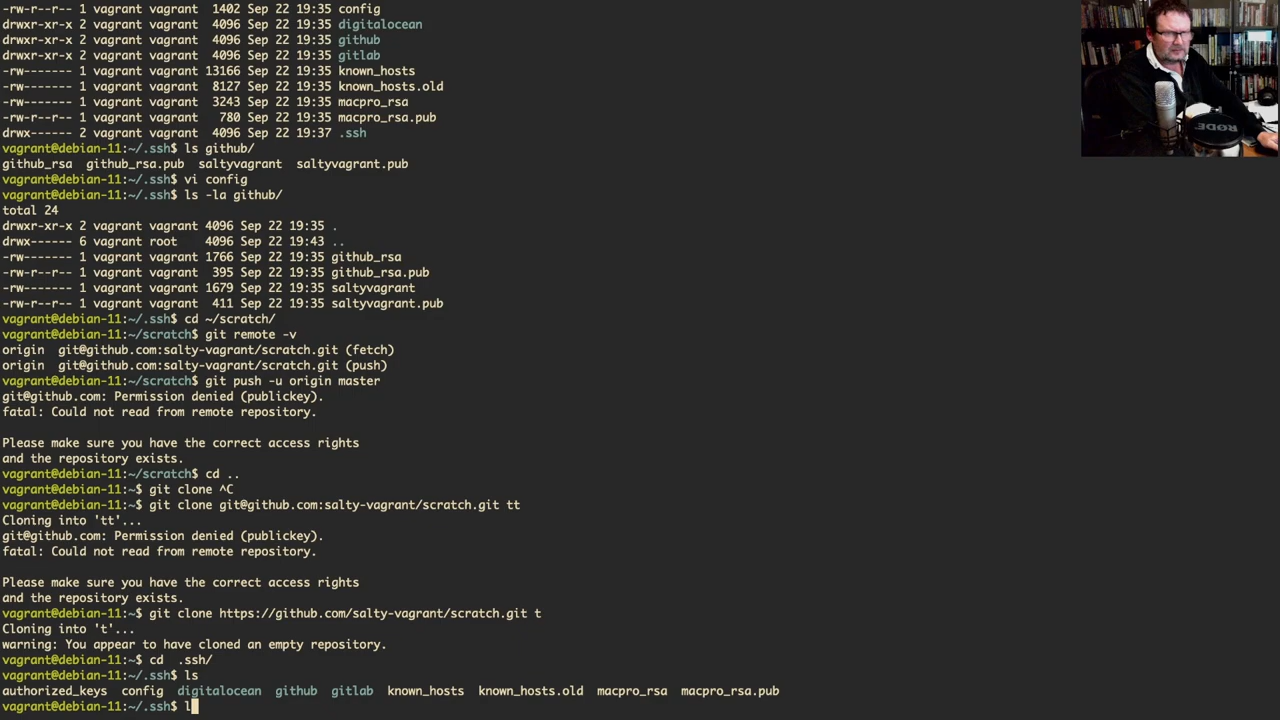 -rw-r--r-- 1 vagrant vagrant  1402 Sep 22 19:35 config
drwxr-xr-x 2 vagrant vagrant  4096 Sep 22 19:35 digitalocean
drwxr-xr-x 2 vagrant vagrant  4096 Sep 22 19:35 github
drwxr-xr-x 2 vagrant vagrant  4096 Sep 22 19:35 gitlab
-rw------- 1 vagrant vagrant 13166 Sep 22 19:35 known_hosts
-rw------- 1 vagrant vagrant  8127 Sep 22 19:35 known_hosts.old
-rw------- 1 vagrant vagrant  3243 Sep 22 19:35 macpro_rsa
-rw-r--r-- 1 vagrant vagrant   780 Sep 22 19:35 macpro_rsa.pub
drwx------ 2 vagrant vagrant  4096 Sep 22 19:37 .ssh
vagrant@debian-11:~/.ssh$ ls github/
github_rsa  github_rsa.pub  saltyvagrant  saltyvagrant.pub
vagrant@debian-11:~/.ssh$ vi config
vagrant@debian-11:~/.ssh$ ls -la github/
total 24
drwxr-xr-x 2 vagrant vagrant 4096 Sep 22 19:35 .
drwx------ 6 vagrant root    4096 Sep 22 19:43 ..
-rw------- 1 vagrant vagrant 1766 Sep 22 19:35 github_rsa
-rw-r--r-- 1 vagrant vagrant  395 Sep 22 19:35 github_rsa.pub
-rw------- 1 vagrant vagrant 1679 Sep 22 19:35 saltyvagrant
-rw-r--r-- 1 vagrant vagrant  411 Sep 22 19:35 saltyvagrant.pub
vagrant@debian-11:~/.ssh$ cd ~/scratch/
vagrant@debian-11:~/scratch$ git remote -v
origin  git@github.com:salty-vagrant/scratch.git (fetch)
origin  git@github.com:salty-vagrant/scratch.git (push)
vagrant@debian-11:~/scratch$ git push -u origin master
git@github.com: Permission denied (publickey).
fatal: Could not read from remote repository.
Please make sure you have the correct access rights
and the repository exists.
vagrant@debian-11:~/scratch$ cd ..
vagrant@debian-11:~$ git clone ^C
vagrant@debian-11:~$ git clone git@github.com:salty-vagrant/scratch.git tt
Cloning into 'tt'...
git@github.com: Permission denied (publickey).
fatal: Could not read from remote repository.
Please make sure you have the correct access rights
and the repository exists.
vagrant@debian-11:~$ git clone https://github.com/salty-vagrant/scratch.git t
Cloning into 't'...
warning: You appear to have cloned an empty repository.
vagrant@debian-11:~$ cd  .ssh/
vagrant@debian-11:~/.ssh$ ls
authorized_keys  config  digitalocean  github  gitlab  known_hosts  known_hosts.old  macpro_rsa  macpro_rsa.pub
vagrant@debian-11:~/.ssh$ l
RØDE